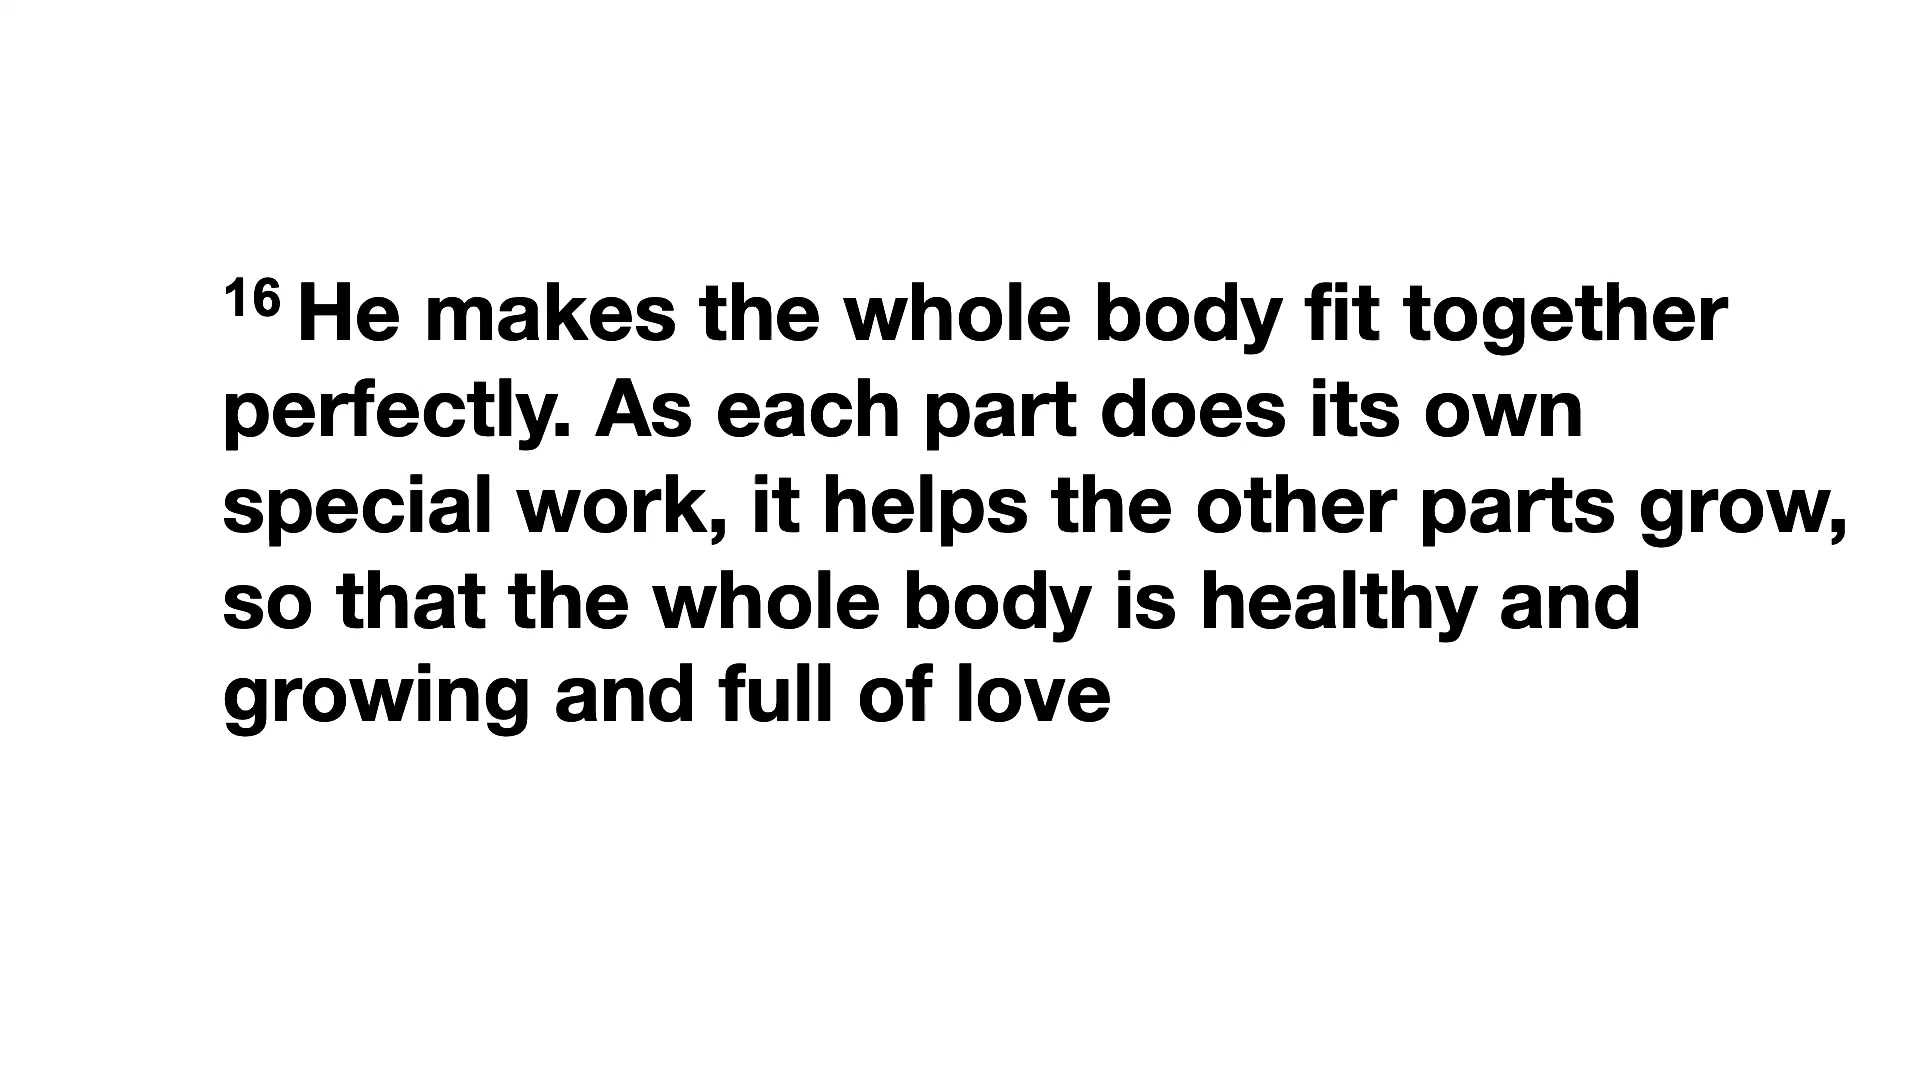 16 He makes the whole body fit together
perfectly. As each part does its own
special work, it helps the other parts grow,
so that the whole body is healthy and
growing and full of love